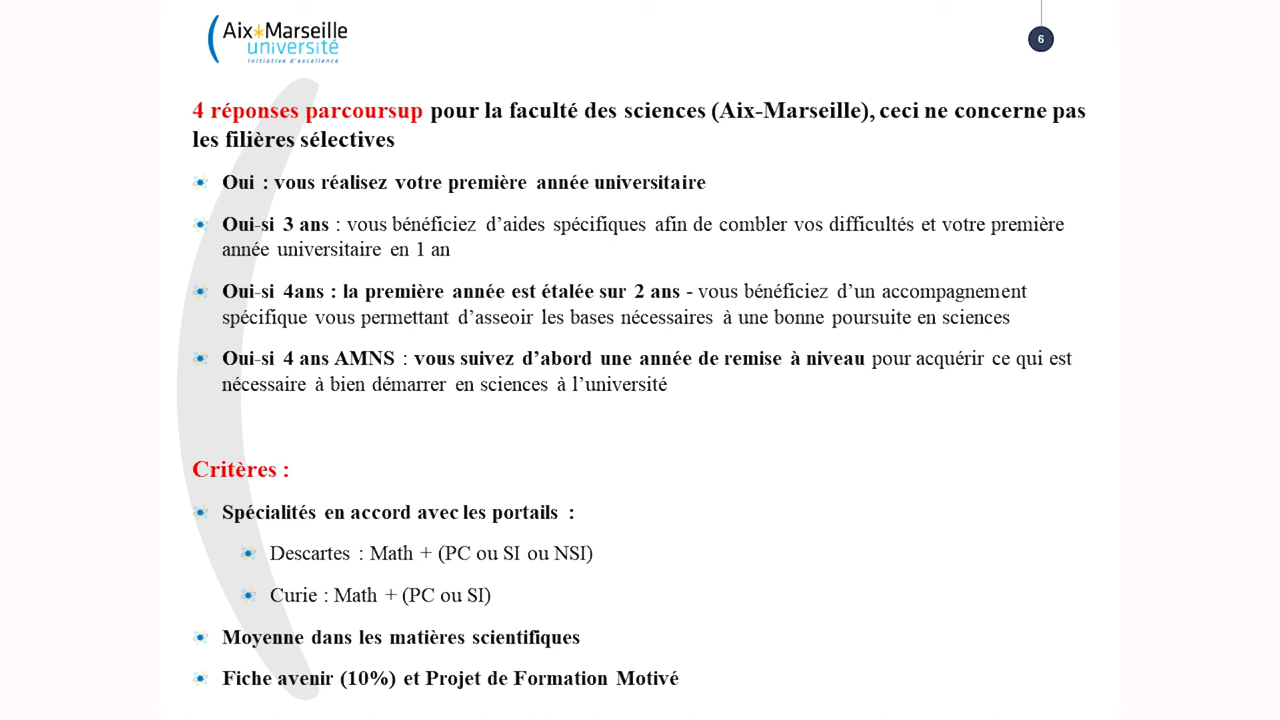 Aix*Marseille
université
Initiative d'excellence
6
4 réponses parcoursup pour la faculté des sciences (Aix-Marseille), ceci ne concerne pas
les filières sélectives
Oui : vous réalisez votre première année universitaire
Oui-si 3 ans : vous bénéficiez d’aides spécifiques afin de combler vos difficultés et votre première
année universitaire en 1 an
Oui-si 4ans : la première année est étalée sur 2 ans - vous bénéficiez d’un accompagnement
spécifique vous permettant d’asseoir les bases nécessaires à une bonne poursuite en sciences
Oui-si 4 ans AMNS : vous suivez d’abord une année de remise à niveau pour acquérir ce qui est
nécessaire à bien démarrer en sciences à l’université
Critères :
Spécialités en accord avec les portails :
Descartes : Math + (PC ou SI ou NSI)
Curie : Math + (PC ou SI)
Moyenne dans les matières scientifiques
Fiche avenir (10%) et Projet de Formation Motivé